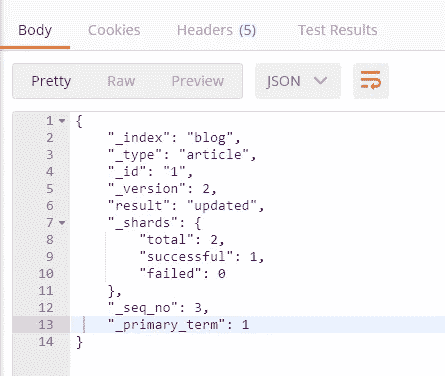 Body Cookies Headers (5) Test Results
Pretty Raw Preview JSON
1 {
2 "_index": "blog",
3 "_type": "article",
4 "_id": "1",
5 "_version": 2,
6 "result": "updated",
7 "_shards": {
8 "total": 2,
9 "successful": 1,
10 "failed": 0
11 },
12 "_seq_no": 3,
13 "_primary_term": 1
14 }